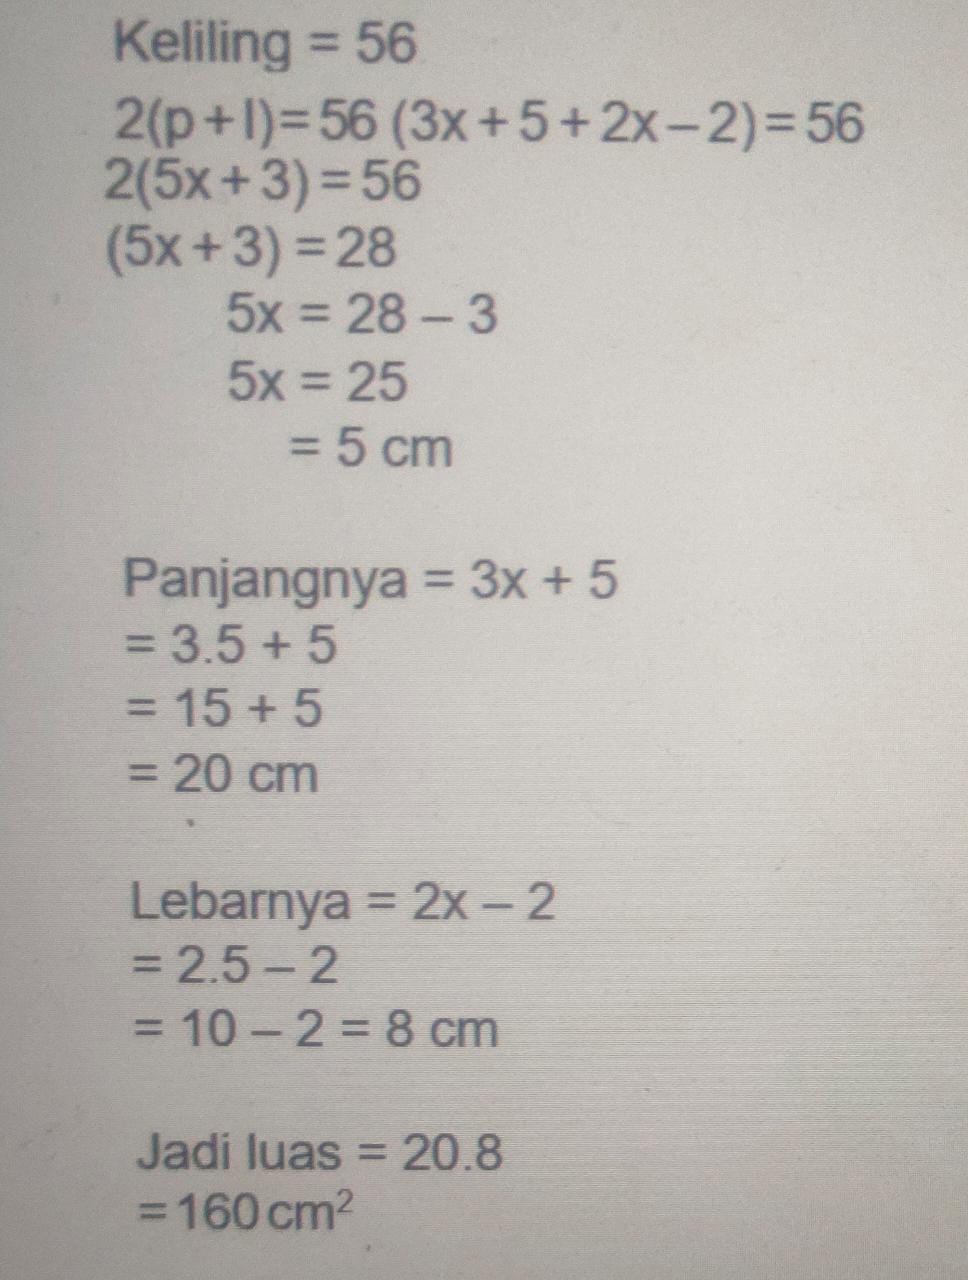 Keliling = 56
2(p+l)=56 (3x+5+2x–2)=56
2(5x+3)=56
(5x+3) =28
5x = 28 – 3
5x = 25
= 5 cm
Panjangnya = 3x + 5
= 3.5 + 5
= 15 + 5
= 20 cm
Lebarnya = 2x – 2
= 2.5 – 2
= 10 – 2 = 8 cm
Jadi luas = 20.8
=160 cm²